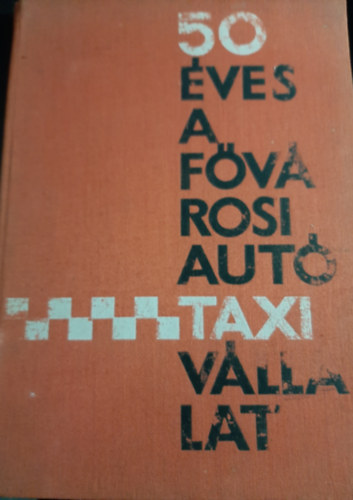 50
ÉVES
A
FŐVÁ
ROSI
AUTÓ
TAXI
VÁLLA
LAT